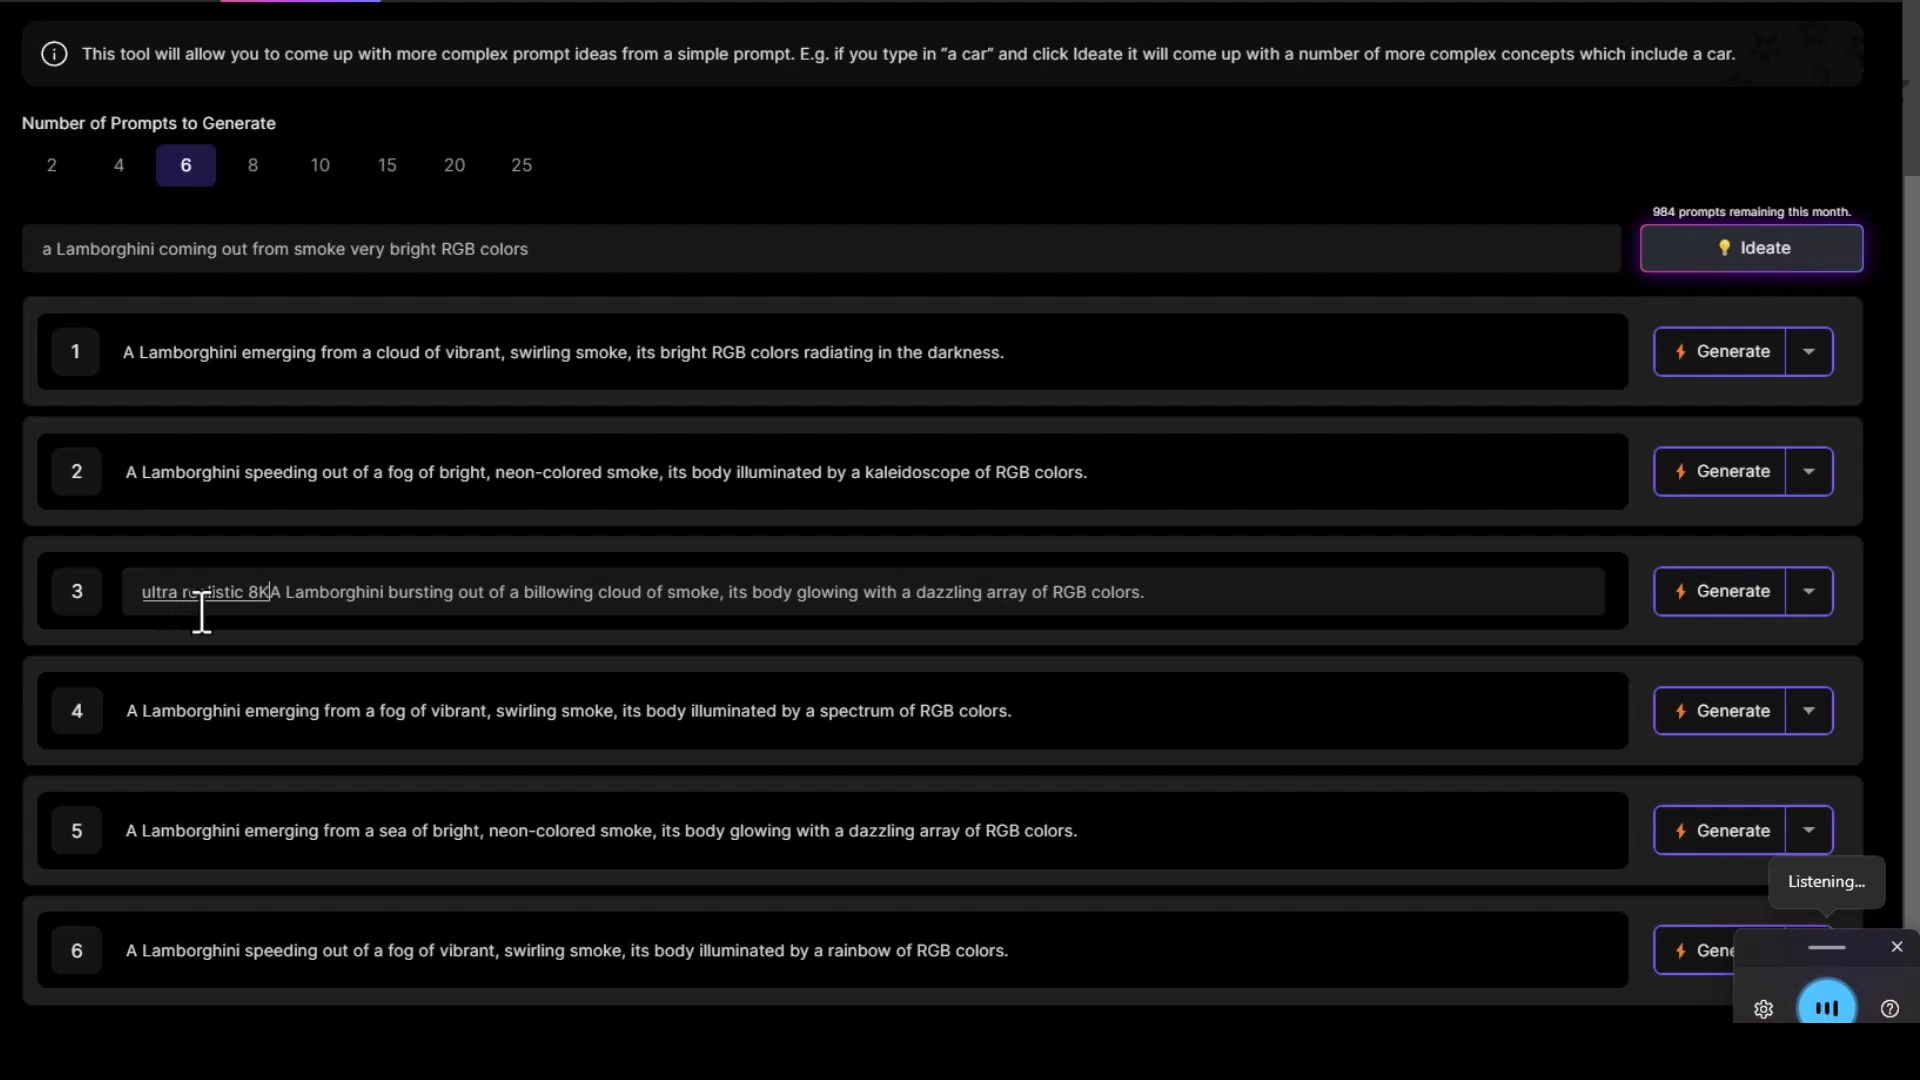 This tool will allow you to come up with more complex prompt ideas from a simple prompt. E.g. if you type in “a car” and click Ideate it will come up with a number of more complex concepts which include a car.
Number of Prompts to Generate
2 4 6 8 10 15 20 25
984 prompts remaining this month.
a Lamborghini coming out from smoke very bright RGB colors
Ideate
1 A Lamborghini emerging from a cloud of vibrant, swirling smoke, its bright RGB colors radiating in the darkness. Generate
2 A Lamborghini speeding out of a fog of bright, neon-colored smoke, its body illuminated by a kaleidoscope of RGB colors. Generate
3 ultra realistic 8KA Lamborghini bursting out of a billowing cloud of smoke, its body glowing with a dazzling array of RGB colors. Generate
4 A Lamborghini emerging from a fog of vibrant, swirling smoke, its body illuminated by a spectrum of RGB colors. Generate
5 A Lamborghini emerging from a sea of bright, neon-colored smoke, its body glowing with a dazzling array of RGB colors. Generate
Listening...
6 A Lamborghini speeding out of a fog of vibrant, swirling smoke, its body illuminated by a rainbow of RGB colors. Gene